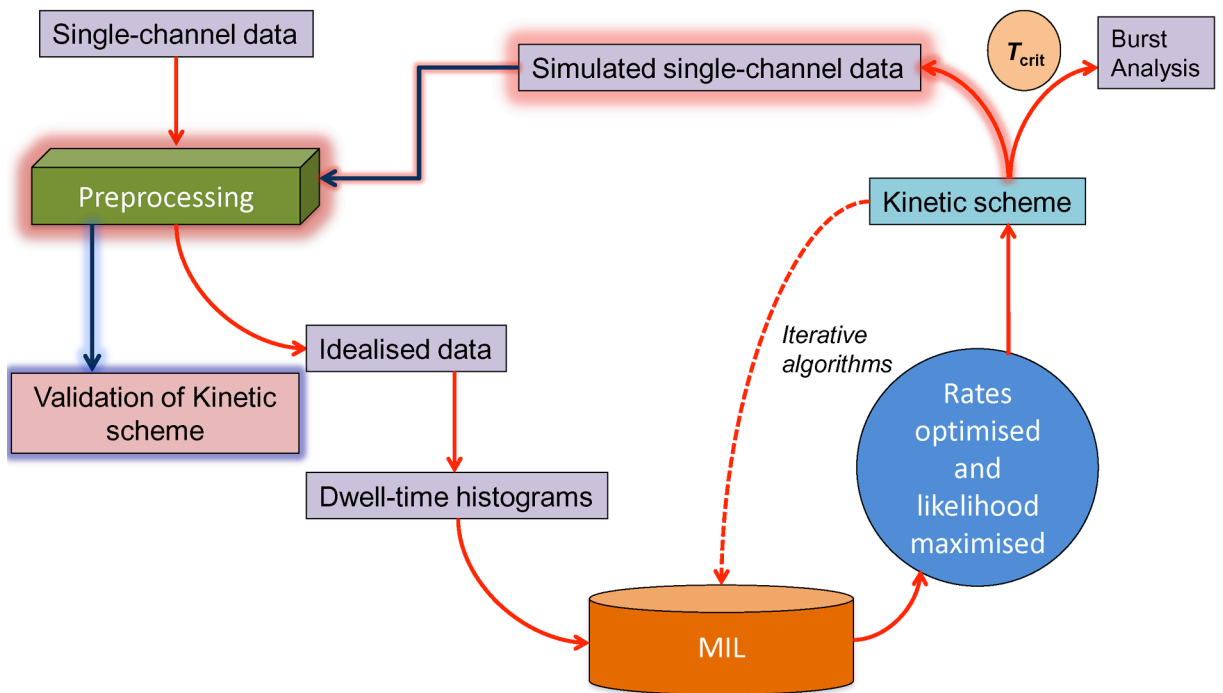 Single-channel data
Simulated single-channel data
Tcrit
Burst
Analysis
Preprocessing
Kinetic scheme
Idealised data
Iterative
algorithms
Validation of Kinetic
scheme
Rates
optimised
and
likelihood
maximised
Dwell-time histograms
MIL